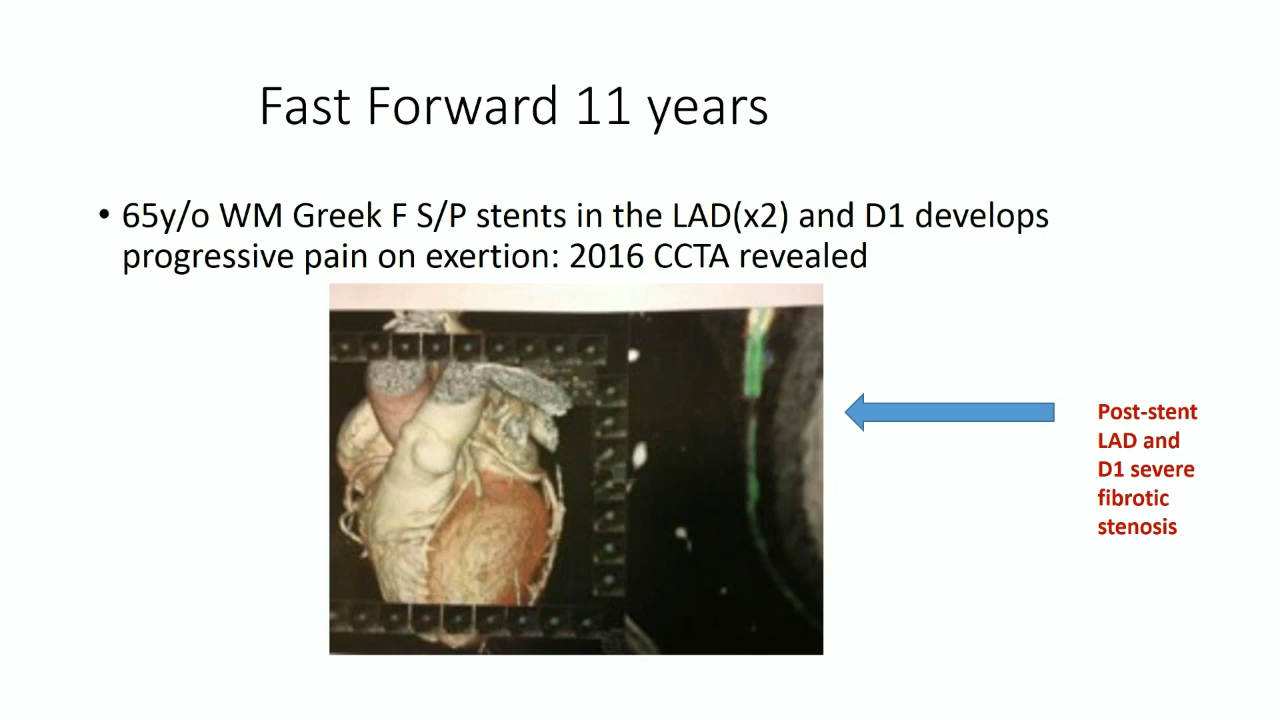 Fast Forward 11 years
• 65y/o WM Greek F S/P stents in the LAD(x2) and D1 develops
progressive pain on exertion: 2016 CCTA revealed
Post-stent
LAD and
D1 severe
fibrotic
stenosis